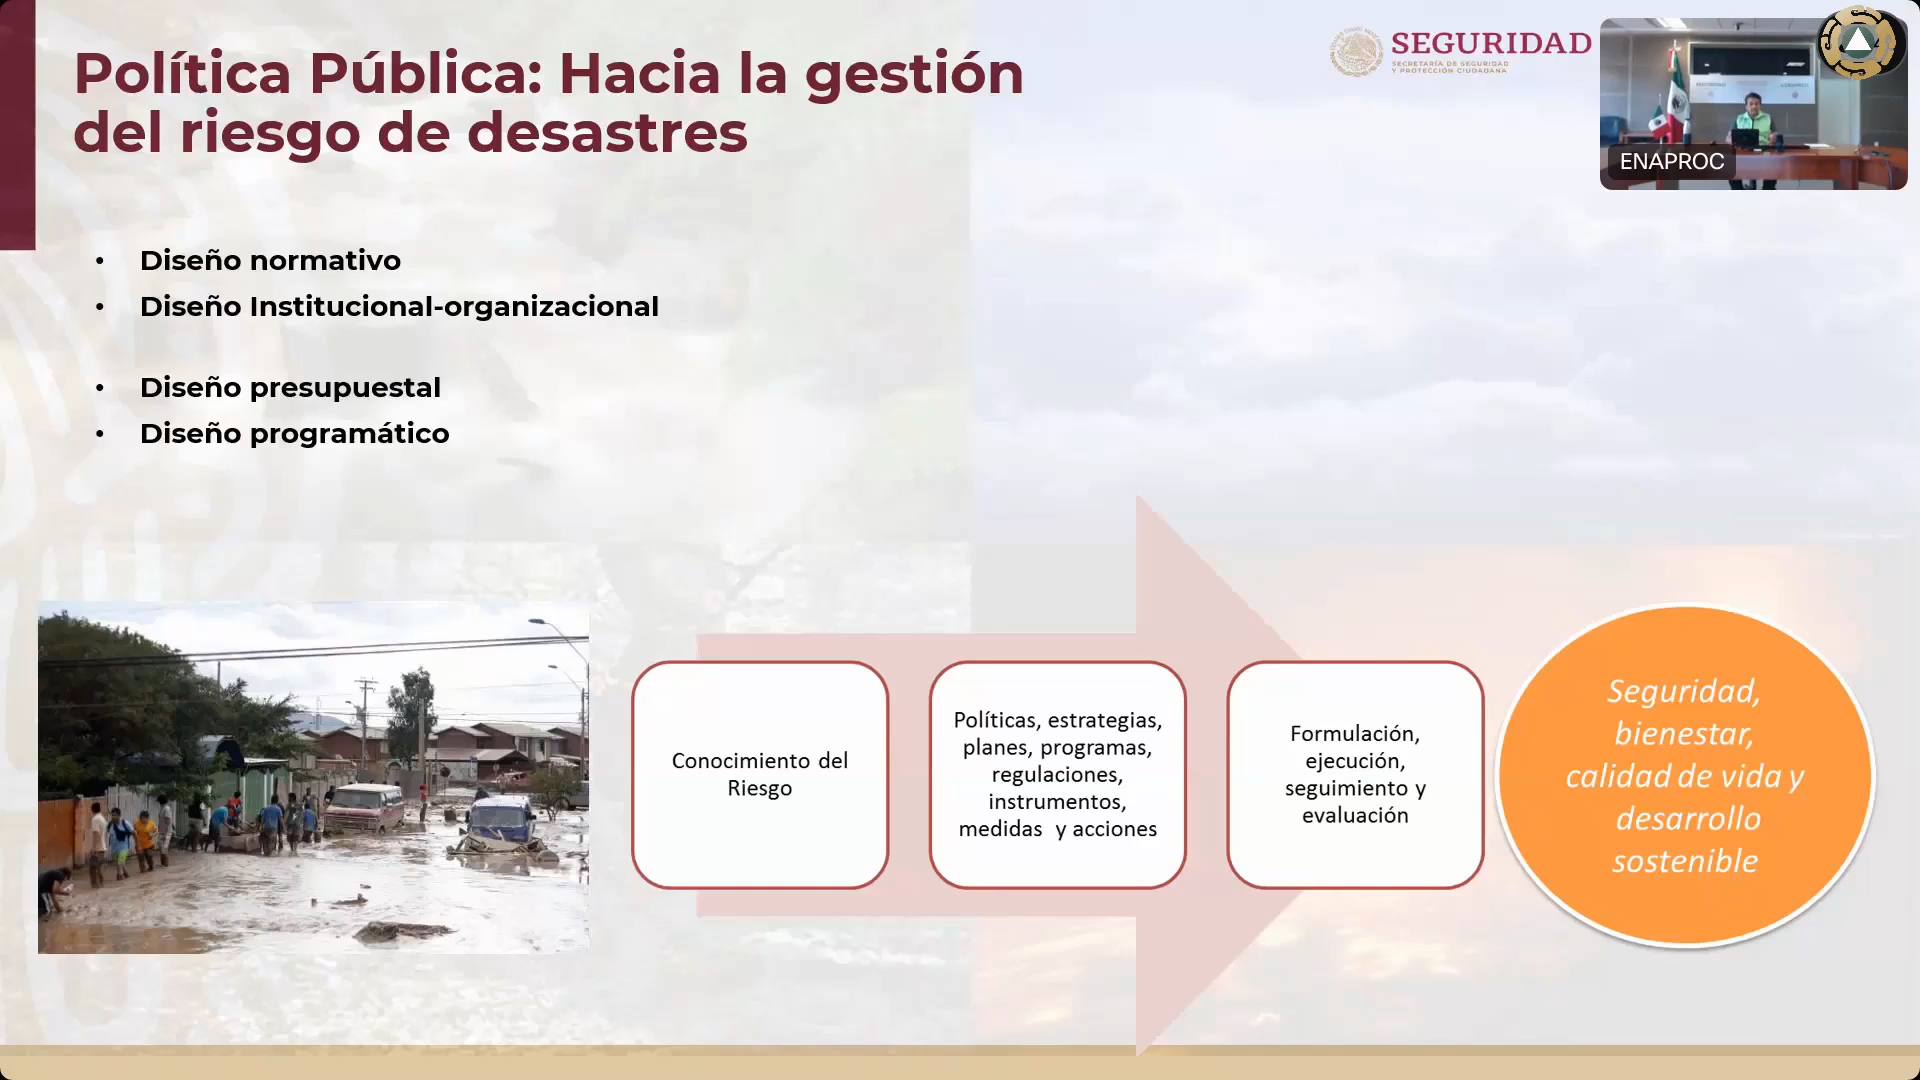 Política Pública: Hacia la gestión
del riesgo de desastres
SEGURIDAD
SECRETARÍA DE SEGURIDAD
Y PROTECCIÓN CIUDADANA
ENAPROC
• Diseño normativo
• Diseño Institucional-organizacional
• Diseño presupuestal
• Diseño programático
Conocimiento del
Riesgo
Políticas, estrategias,
planes, programas,
regulaciones,
instrumentos,
medidas y acciones
Formulación,
ejecución,
seguimiento y
evaluación
Seguridad,
bienestar,
calidad de vida y
desarrollo
sostenible